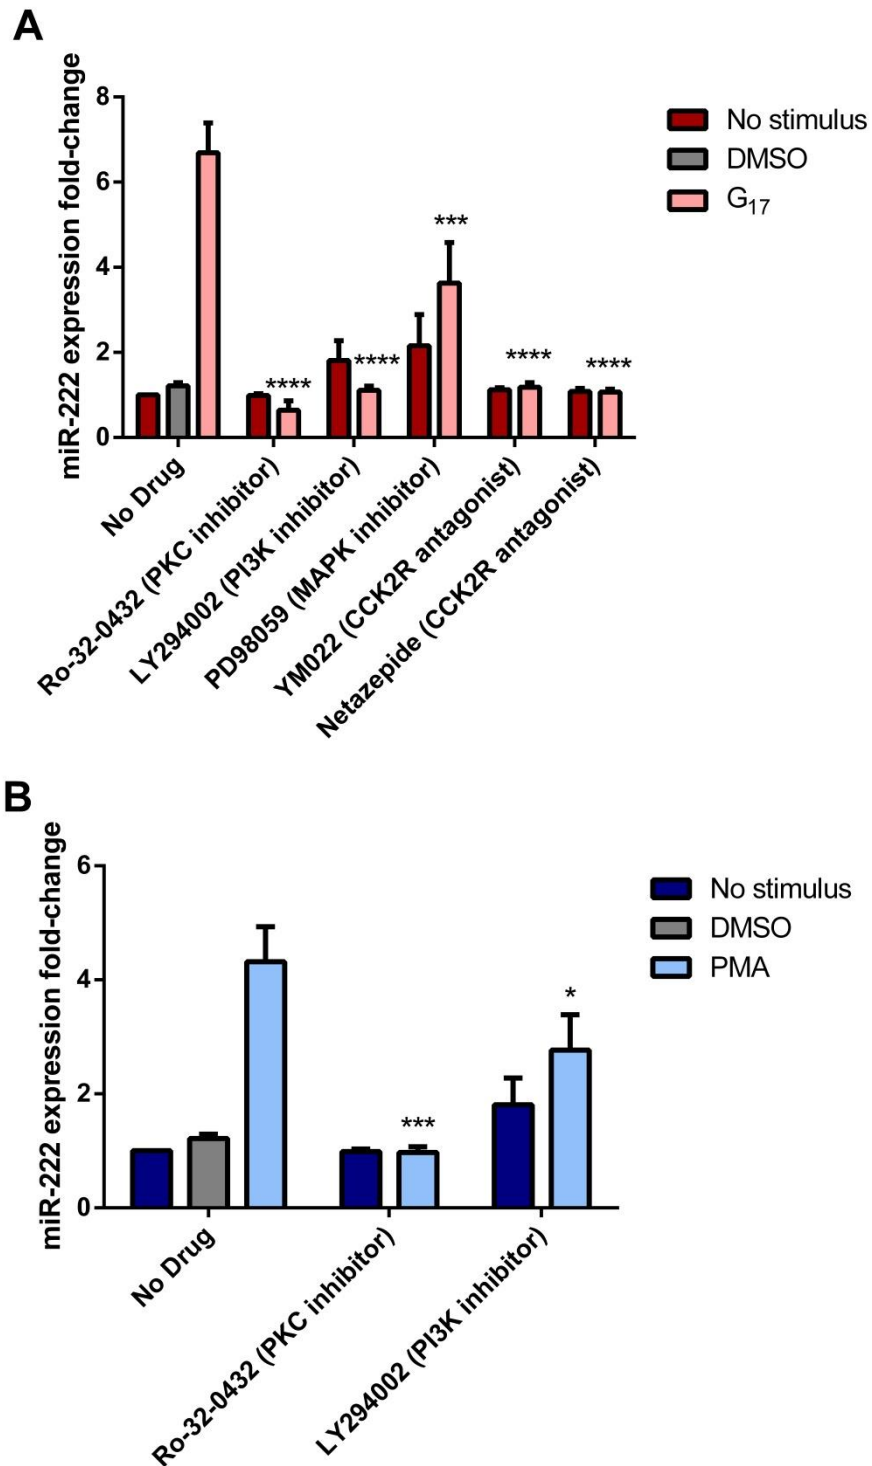 A
miR-222 expression fold-change
8
6
4
2
0
***
****
****
****
****
No Drug
Ro-32-0432 (PKC inhibitor)
LY294002 (PI3K inhibitor)
PD98059 (MAPK inhibitor)
YM022 (CCK2R antagonist)
Netazepide (CCK2R antagonist)
No stimulus
DMSO
G17
B
miR-222 expression fold-change
6
4
2
0
***
*
No Drug
Ro-32-0432 (PKC inhibitor)
LY294002 (PI3K inhibitor)
No stimulus
DMSO
PMA